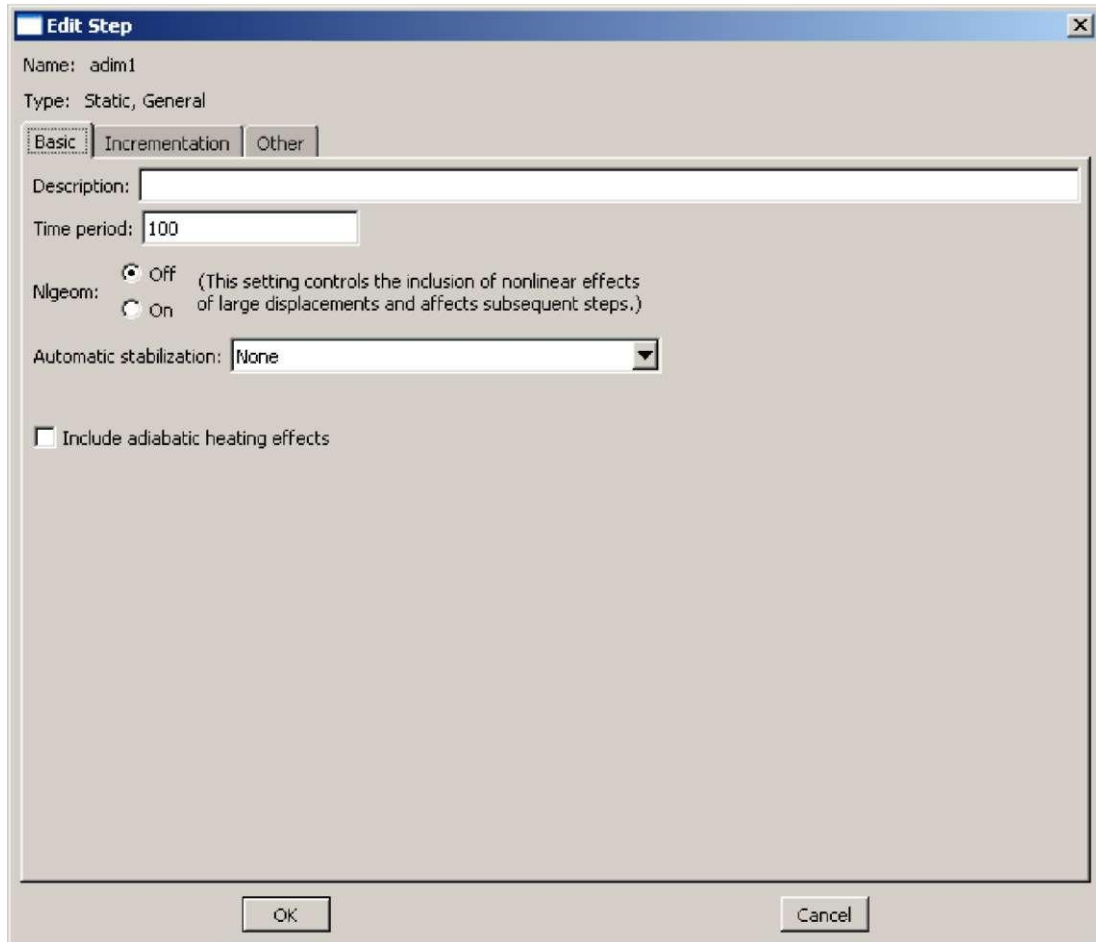 Edit Step
Name: adim1
Type: Static, General
Basic Incrementation Other
Description:
Time period: 100
Nlgeom: Off (This setting controls the inclusion of nonlinear effects
On of large displacements and affects subsequent steps.)
Automatic stabilization: None
Include adiabatic heating effects
OK Cancel